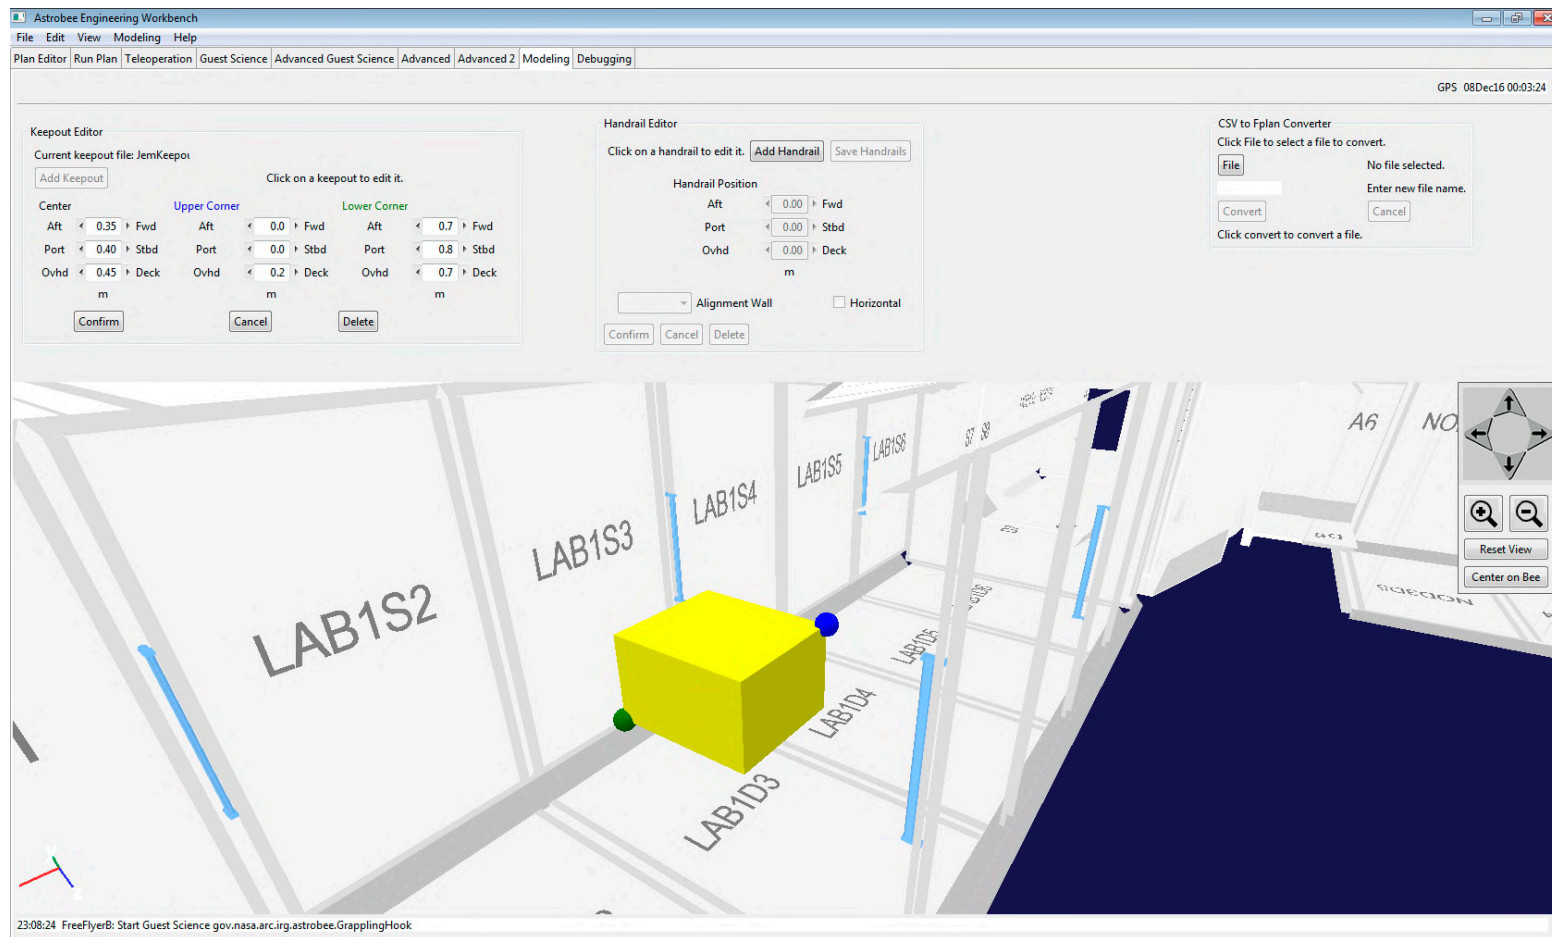 Astrobee Engineering Workbench
File Edit View Modeling Help
Plan Editor Run Plan Teleoperation Guest Science Advanced Guest Science Advanced Advanced 2 Modeling Debugging
GPS 08Dec16 00:03:24
Keepout Editor
Current keepout file: JemKeepou
Add Keepout
Click on a keepout to edit it.
Center Upper Corner Lower Corner
Aft 0.35 Fwd Aft 0.0 Fwd Aft 0.7 Fwd
Port 0.40 Stbd Port 0.0 Stbd Port 0.8 Stbd
Ovhd 0.45 Deck Ovhd 0.2 Deck Ovhd 0.7 Deck
m m m
Confirm Cancel Delete
Handrail Editor
Click on a handrail to edit it. Add Handrail Save Handrails
Handrail Position
Aft 0.00 Fwd
Port 0.00 Stbd
Ovhd 0.00 Deck
m
Alignment Wall Horizontal
Confirm Cancel Delete
CSV to Fplan Converter
Click File to select a file to convert.
File No file selected.
Enter new file name.
Convert Cancel
Click convert to convert a file.
LAB1S2
LAB1S3
LAB1S4
LAB1S5
LAB1S6
S7 S8
A6
NO
LAB1D5
LAB1D4
LAB1D3
Reset View
Center on Bee
23:08:24 FreeFlyerB: Start Guest Science gov.nasa.arc.irg.astrobee.GrapplingHook